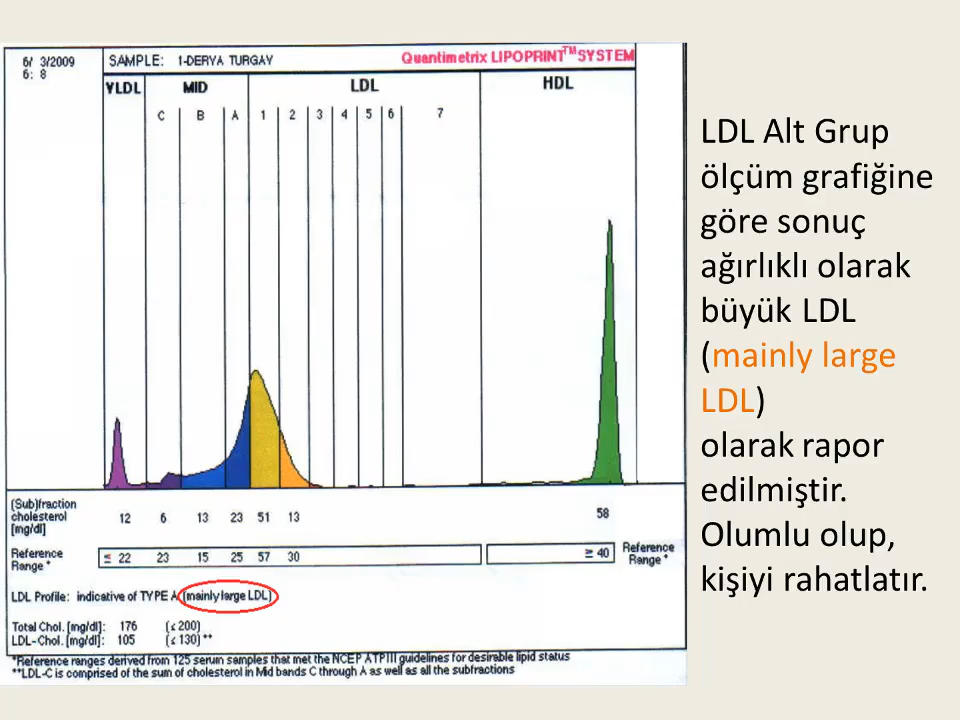 6/ 3/2009
6: 8
SAMPLE: 1-DERYA TURGAY
Quantimetrix LIPOPRINT™ SYSTEM
VLDL MID LDL HDL
C B A 1 2 3 4 5 6 7
(Sub)fraction
cholesterol
[mg/dl]
12 6 13 23 51 13 58
Reference
Range *
≤ 22 23 15 25 57 30 ≥ 40
Reference
Range *
LDL Profile: indicative of TYPE A (mainly large LDL)
Total Chol. [mg/dl]: 176 (≤ 200)
LDL-Chol. [mg/dl]: 105 (≤ 130) **
*Reference ranges derived from 125 serum samples that met the NCEP ATPIII guidelines for desirable lipid status
**LDL-C is comprised of the sum of cholesterol in Mid bands C through A as well as all the subfractions
LDL Alt Grup
ölçüm grafiğine
göre sonuç
ağırlıklı olarak
büyük LDL
(mainly large
LDL)
olarak rapor
edilmiştir.
Olumlu olup,
kişiyi rahatlatır.